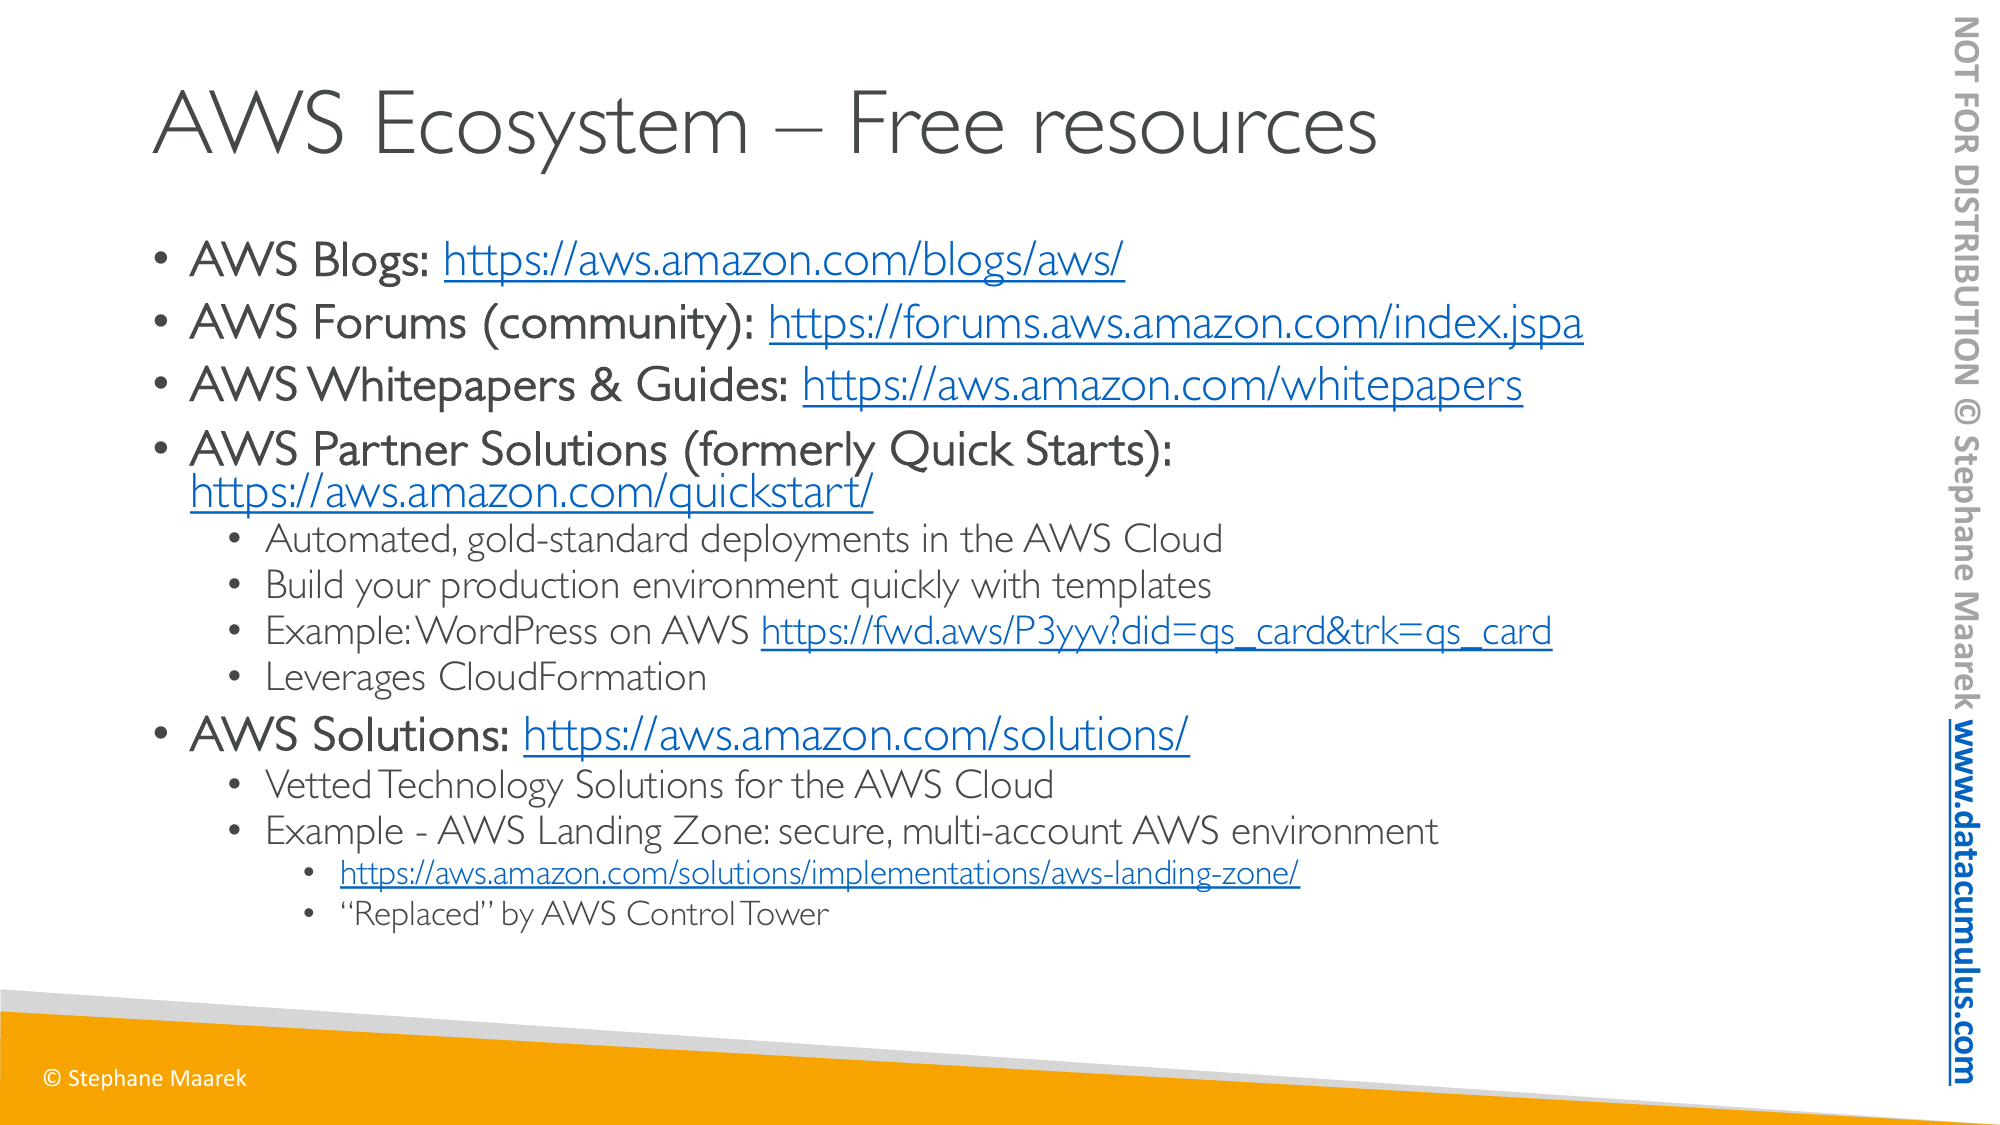 AWS Ecosystem – Free resources
• AWS Blogs: https://aws.amazon.com/blogs/aws/
• AWS Forums (community): https://forums.aws.amazon.com/index.jspa
• AWS Whitepapers & Guides: https://aws.amazon.com/whitepapers
• AWS Partner Solutions (formerly Quick Starts):
https://aws.amazon.com/quickstart/
• Automated, gold-standard deployments in the AWS Cloud
• Build your production environment quickly with templates
• Example: WordPress on AWS https://fwd.aws/P3yyv?did=qs_card&trk=qs_card
• Leverages CloudFormation
• AWS Solutions: https://aws.amazon.com/solutions/
• Vetted Technology Solutions for the AWS Cloud
• Example - AWS Landing Zone: secure, multi-account AWS environment
• https://aws.amazon.com/solutions/implementations/aws-landing-zone/
• “Replaced” by AWS Control Tower
© Stephane Maarek
NOT FOR DISTRIBUTION © Stephane Maarek www.datacumulus.com